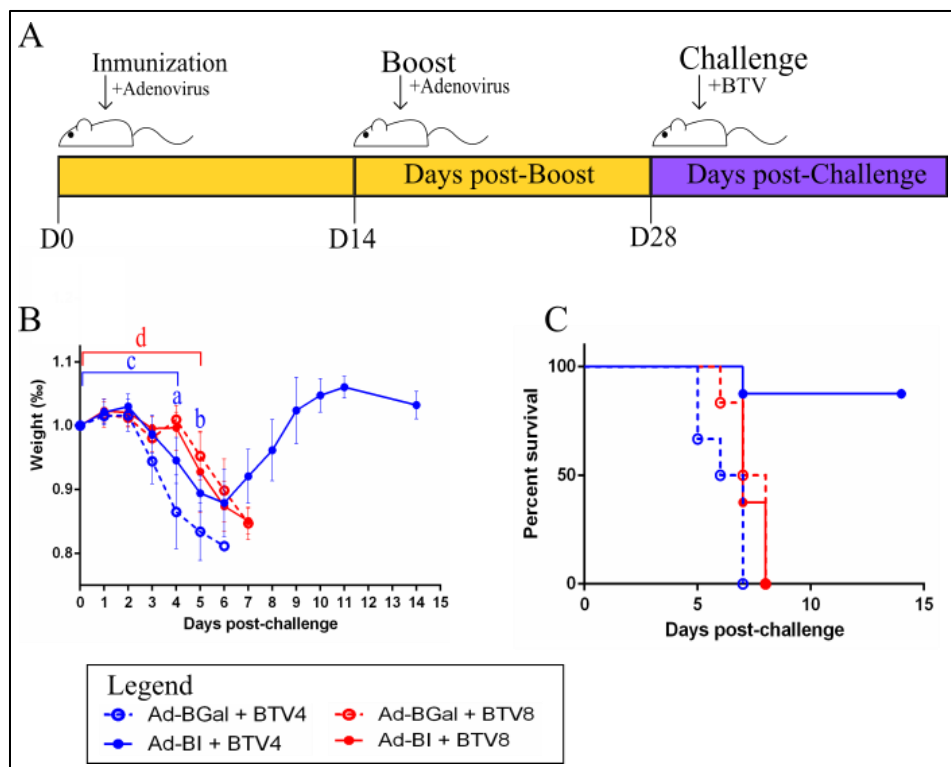 A
Inmunization
+Adenovirus
Boost
+Adenovirus
Challenge
+BTV
Days post-Boost
Days post-Challenge
D0
D14
D28
B
d
c
a
b
1.1
1.0
0.9
0.8
Weight (‰)
0 1 2 3 4 5 6 7 8 9 10 11 12 13 14 15
Days post-challenge
C
100
50
0
Percent survival
0 5 10 15
Days post-challenge
Legend
Ad-BGal + BTV4
Ad-BGal + BTV8
Ad-BI + BTV4
Ad-BI + BTV8